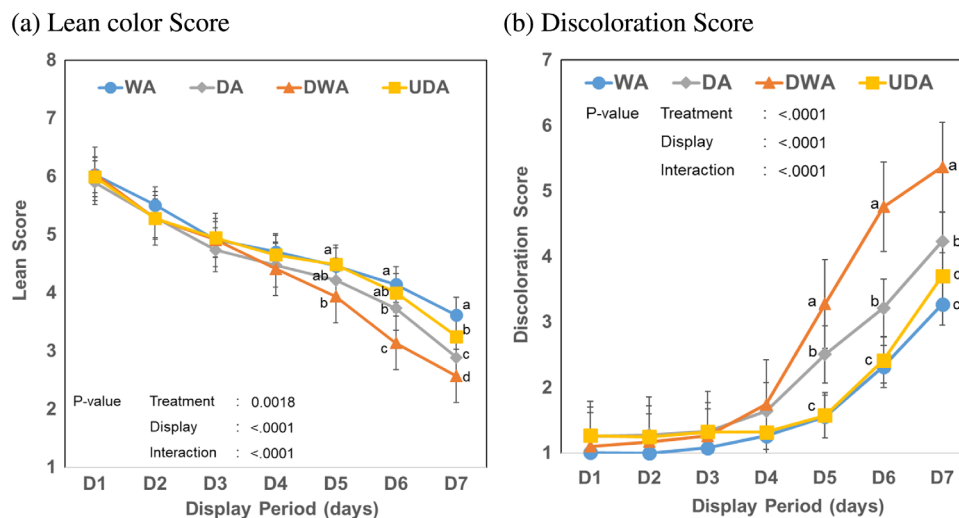 (a) Lean color Score
8
7
6
5
4
3
2
1
Lean Score
WA DA DWA UDA
a
ab
b
a
ab
b
c
a
b
c
d
P-value Treatment : 0.0018
Display : <.0001
Interaction : <.0001
D1 D2 D3 D4 D5 D6 D7
Display Period (days)
(b) Discoloration Score
7
6
5
4
3
2
1
Discoloration Score
WA DA DWA UDA
P-value Treatment : <.0001
Display : <.0001
Interaction : <.0001
a
b
c
a
b
c
a
b
c
c
D1 D2 D3 D4 D5 D6 D7
Display Period (days)